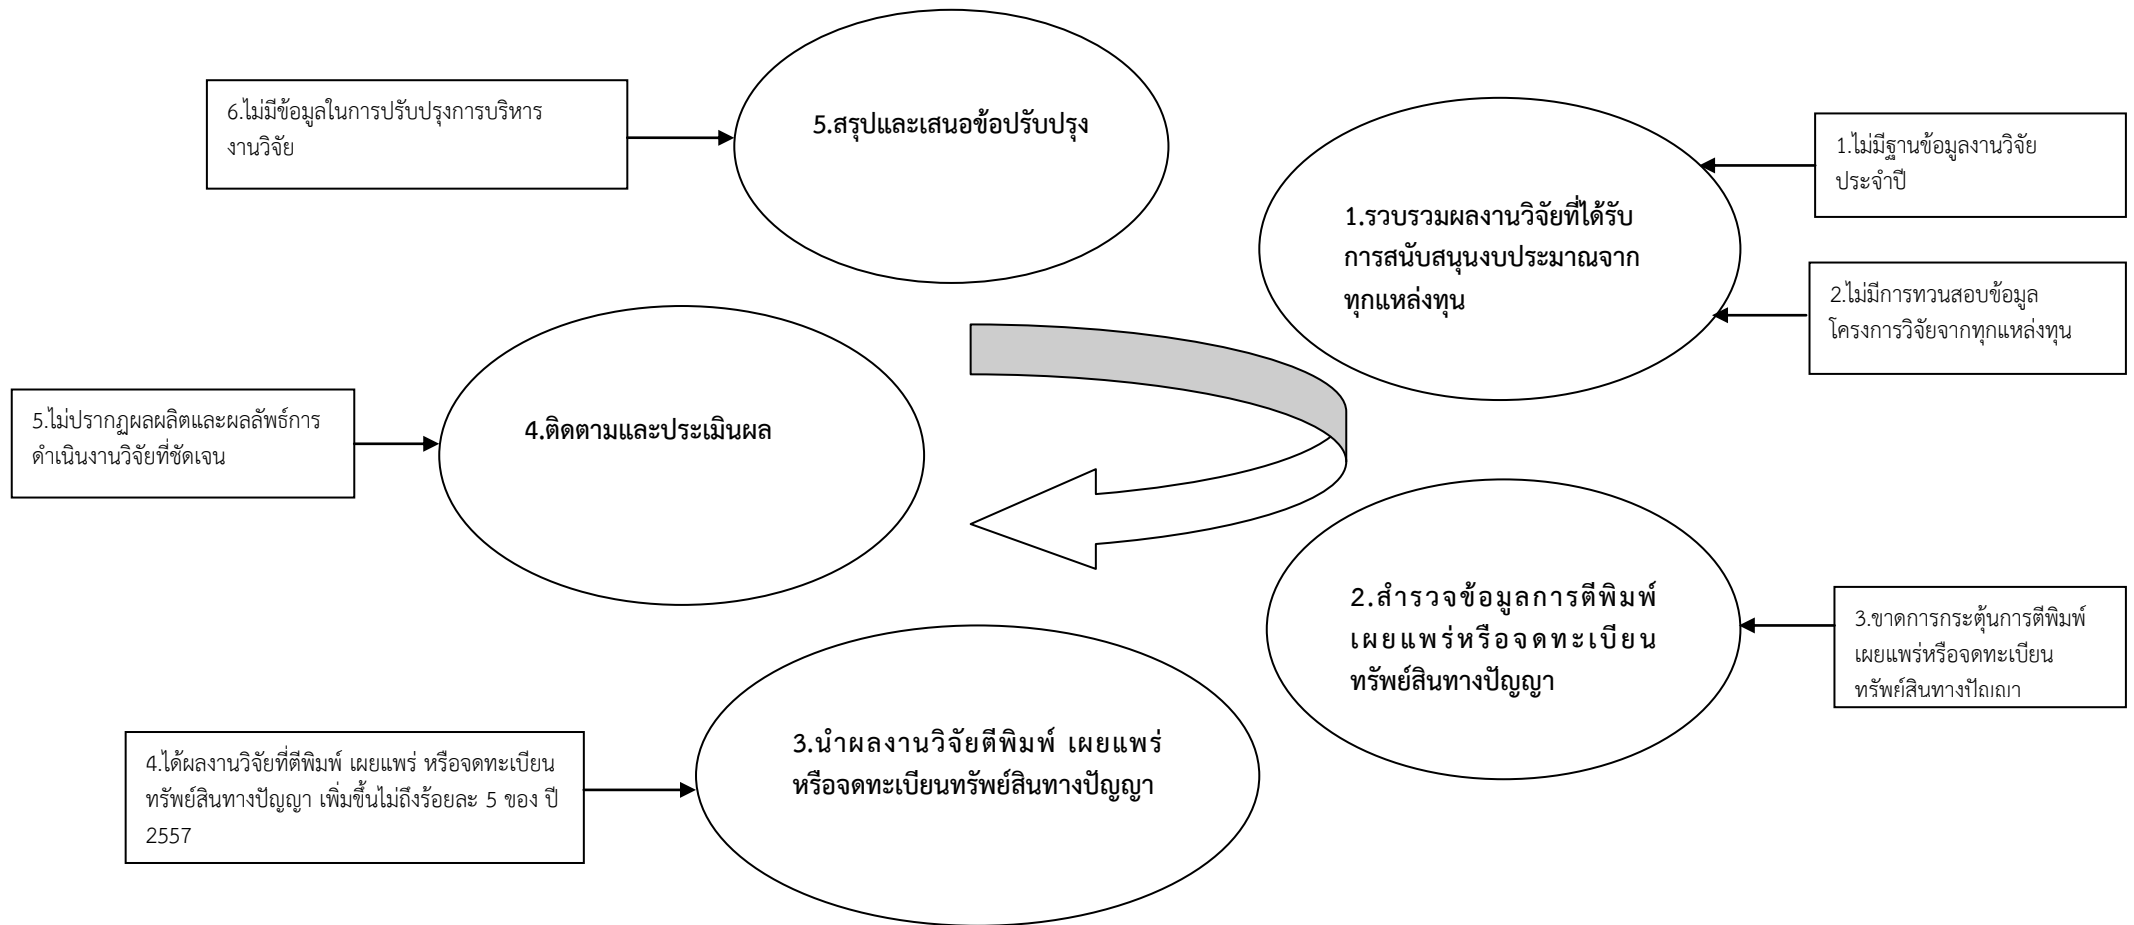 5.สรุปและเสนอข้อปรับปรุง
6.ไม่มีข้อมูลในการปรับปรุงการบริหาร
งานวิจัย
1.รวบรวมผลงานวิจัยที่ได้รับ
การสนับสนุนงบประมาณจาก
ทุกแหล่งทุน
1.ไม่มีฐานข้อมูลงานวิจัย
ประจำปี
2.ไม่มีการทวนสอบข้อมูล
โครงการวิจัยจากทุกแหล่งทุน
4.ติดตามและประเมินผล
5.ไม่ปรากฏผลผลิตและผลลัพธ์การ
ดำเนินงานวิจัยที่ชัดเจน
2.สำรวจข้อมูลการตีพิมพ์
เผยแพร่หรือจดทะเบียน
ทรัพย์สินทางปัญญา
3.ขาดการกระตุ้นการตีพิมพ์
เผยแพร่หรือจดทะเบียน
ทรัพย์สินทางปัญญา
3.นำผลงานวิจัยตีพิมพ์ เผยแพร่
หรือจดทะเบียนทรัพย์สินทางปัญญา
4.ได้ผลงานวิจัยที่ตีพิมพ์ เผยแพร่ หรือจดทะเบียน
ทรัพย์สินทางปัญญา เพิ่มขึ้นไม่ถึงร้อยละ 5 ของ ปี
2557